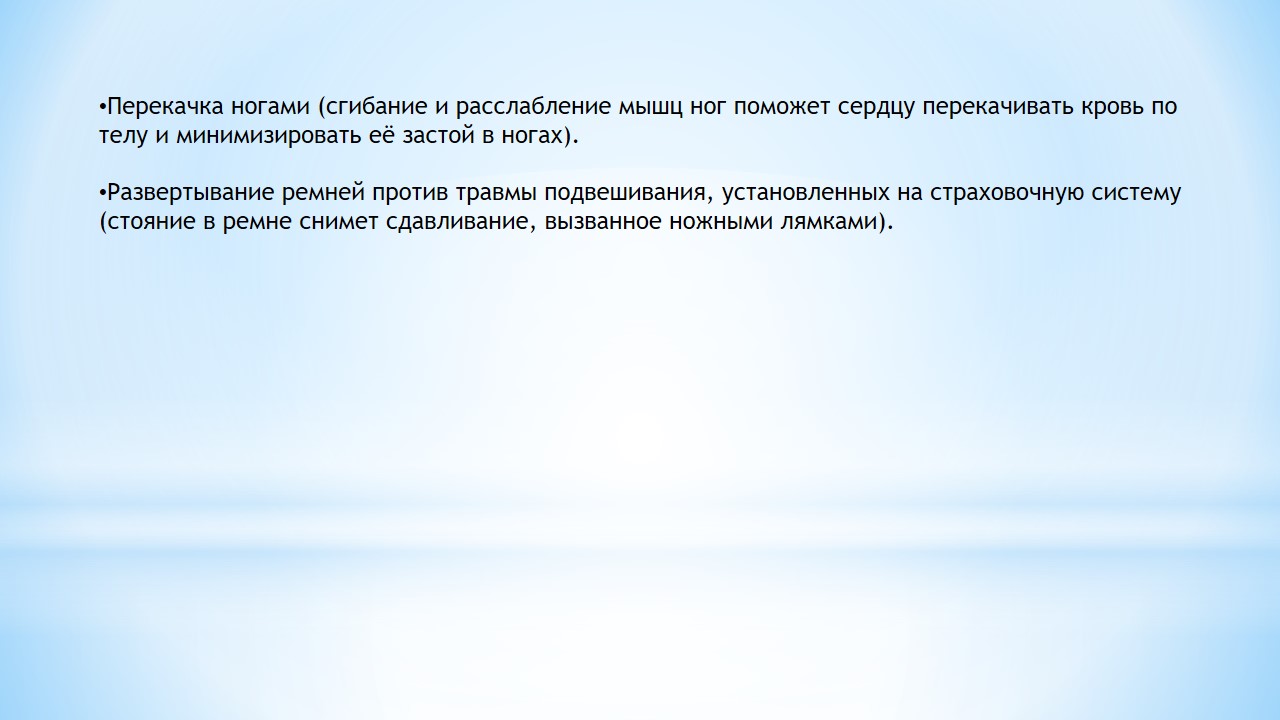 •Перекачка ногами (сгибание и расслабление мышц ног поможет сердцу перекачивать кровь по
телу и минимизировать её застой в ногах).
•Развертывание ремней против травмы подвешивания, установленных на страховочную систему
(стояние в ремне снимет сдавливание, вызванное ножными лямками).